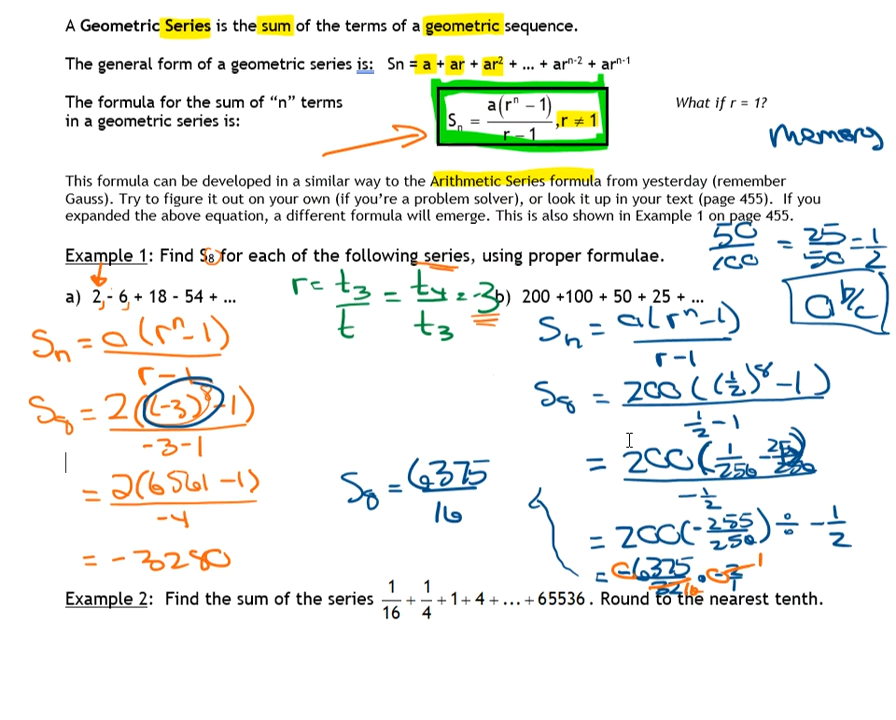 A Geometric Series is the sum of the terms of a geometric sequence.
The general form of a geometric series is: Sn = a + ar + ar² + ... + arⁿ⁻² + arⁿ⁻¹
The formula for the sum of “n” terms
in a geometric series is:
Sₙ = a(rⁿ – 1) / r – 1 , r ≠ 1
What if r = 1?
memory
This formula can be developed in a similar way to the Arithmetic Series formula from yesterday (remember
Gauss). Try to figure it out on your own (if you’re a problem solver), or look it up in your text (page 455). If you
expanded the above equation, a different formula will emerge. This is also shown in Example 1 on page 455.
50/100 = 25/50 = 1/2
Example 1: Find S₈ for each of the following series, using proper formulae.
a) 2 - 6 + 18 - 54 + ...
r = t₃/t = t₄/t₃ = -3
b) 200 +100 + 50 + 25 + ...
a b/c
Sₙ = a(rⁿ-1) / r-1
S₈ = 2((-3)⁸-1) / -3-1
= 2(6561-1) / -4
= -3280
Sₙ = a(rⁿ-1) / r-1
S₈ = 200((1/2)⁸-1) / 1/2-1
= 200(1/256 - / -1/2
= 200(-255/256) ÷ -1/2
= -6375/32 · -2/1
S₈ = 6375/16
Example 2: Find the sum of the series 1/16 + 1/4 + 1 + 4 + ... + 65536. Round to the nearest tenth.